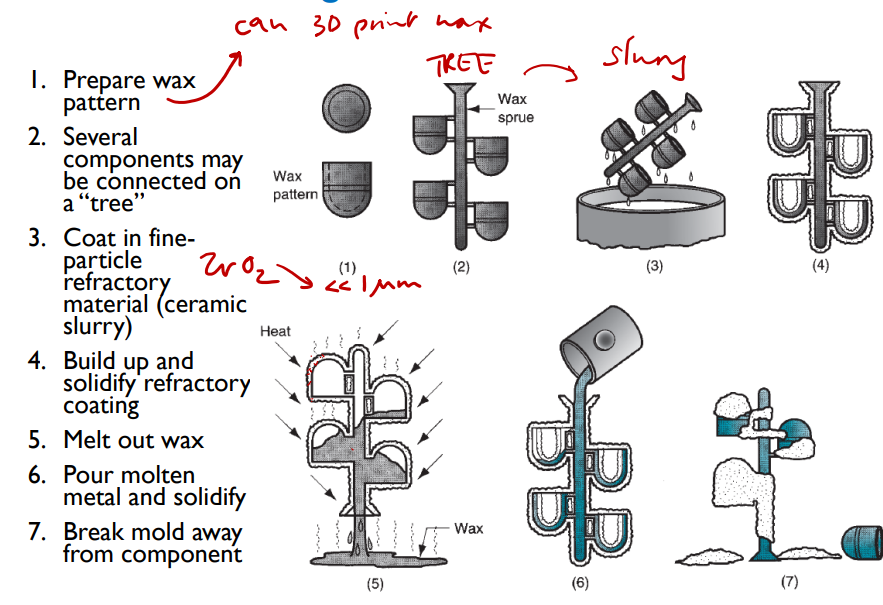 can 3D print wax
1. Prepare wax
pattern
2. Several
components may
be connected on
a “tree”
3. Coat in fine-
particle
refractory
material (ceramic
slurry)
4. Build up and
solidify refractory
coating
5. Melt out wax
6. Pour molten
metal and solidify
7. Break mold away
from component
TREE
slurry
Wax
sprue
Wax
pattern
(1)
(2)
(3)
(4)
ZrO2
<< 1 μm
Heat
Wax
(5)
(6)
(7)